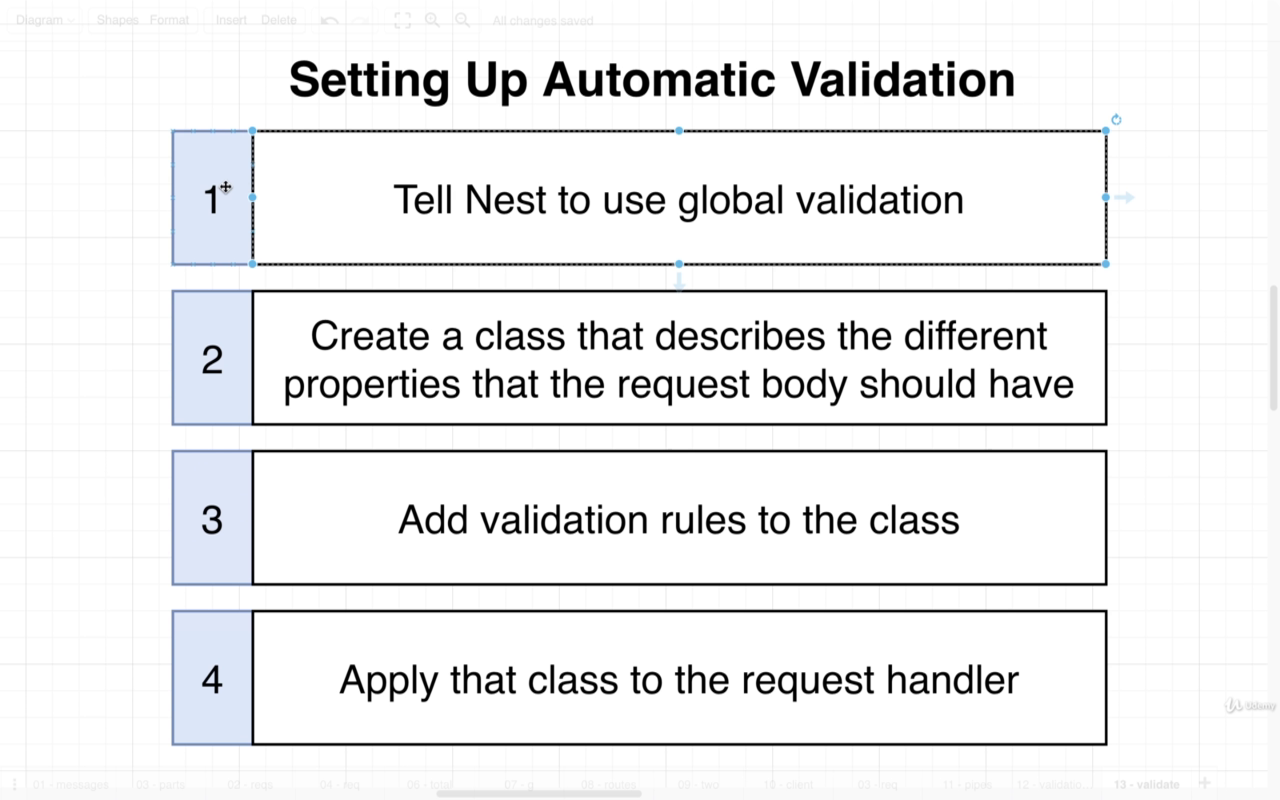 Diagram
Shapes
Format
Insert
Delete
All changes saved
Setting Up Automatic Validation
1
Tell Nest to use global validation
2
Create a class that describes the different
properties that the request body should have
3
Add validation rules to the class
4
Apply that class to the request handler
Udemy
01 - messages
03 - parts
02 - reqs
04 - req
06 - total
07 - g
08 - routes
09 - two
10 - client
03 - req
11 - pipes
12 - validatio...
13 - validate